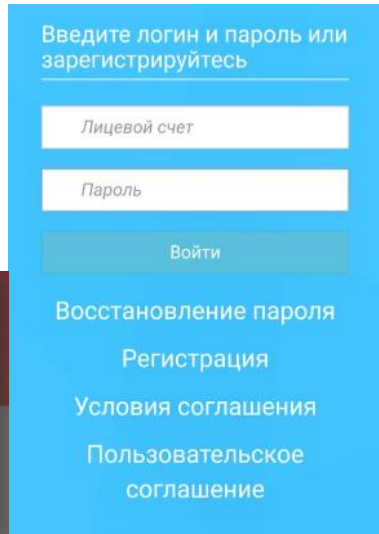 Введите логин и пароль или
зарегистрируйтесь
Лицевой счет
Пароль
Войти
Восстановление пароля
Регистрация
Условия соглашения
Пользовательское
соглашение